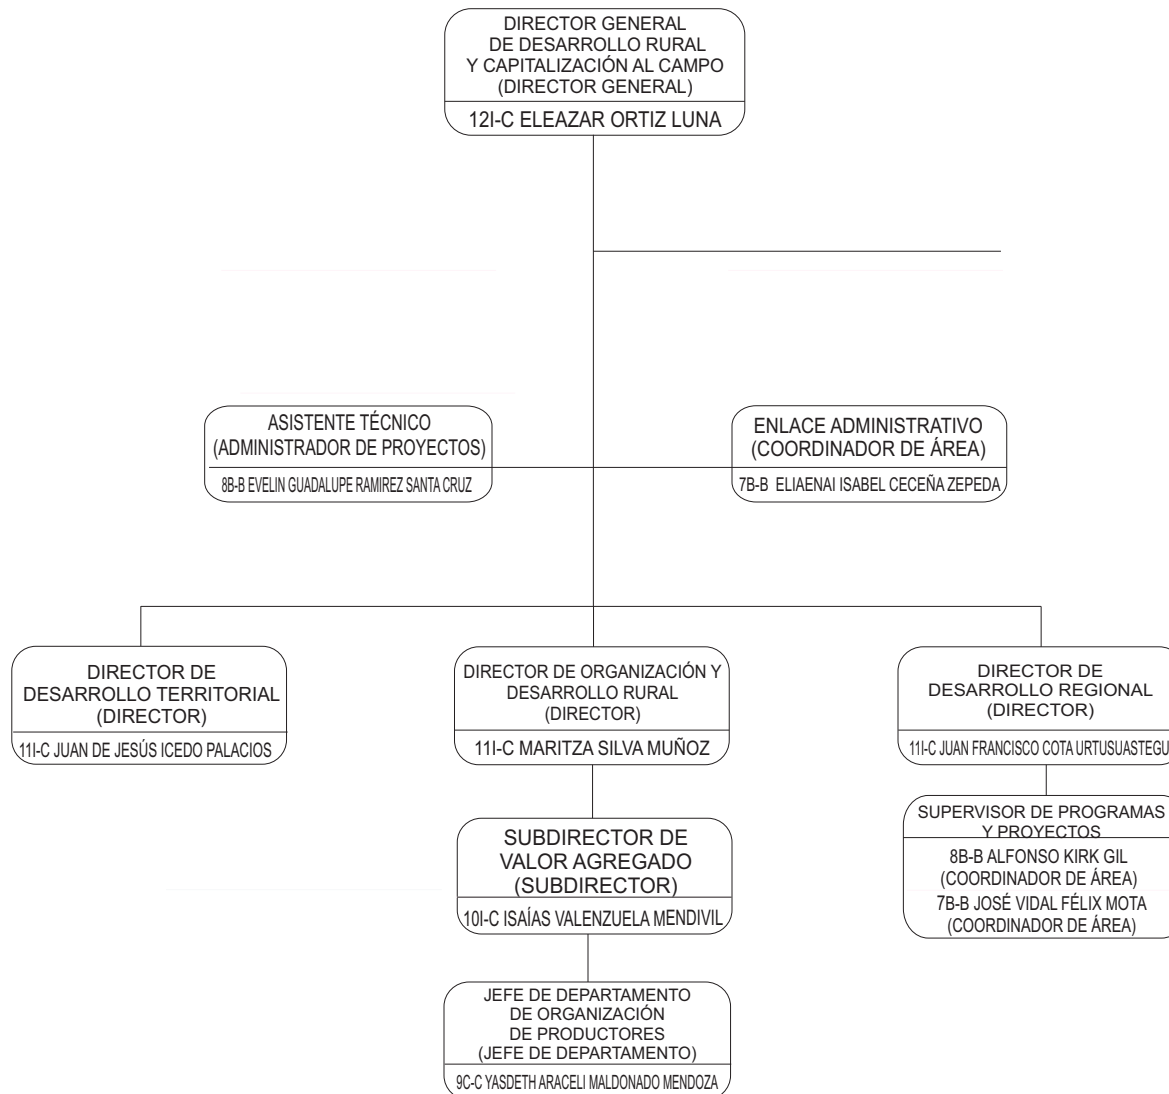 DIRECTOR GENERAL
DE DESARROLLO RURAL
Y CAPITALIZACIÓN AL CAMPO
(DIRECTOR GENERAL)
12I-C ELEAZAR ORTIZ LUNA
ASISTENTE TÉCNICO
(ADMINISTRADOR DE PROYECTOS)
8B-B EVELIN GUADALUPE RAMIREZ SANTA CRUZ
ENLACE ADMINISTRATIVO
(COORDINADOR DE ÁREA)
7B-B ELIAENAI ISABEL CECEÑA ZEPEDA
DIRECTOR DE
DESARROLLO TERRITORIAL
(DIRECTOR)
11I-C JUAN DE JESÚS ICEDO PALACIOS
DIRECTOR DE ORGANIZACIÓN Y
DESARROLLO RURAL
(DIRECTOR)
11I-C MARITZA SILVA MUÑOZ
DIRECTOR DE
DESARROLLO REGIONAL
(DIRECTOR)
11I-C JUAN FRANCISCO COTA URTUSUASTEGU
SUBDIRECTOR DE
VALOR AGREGADO
(SUBDIRECTOR)
10I-C ISAÍAS VALENZUELA MENDIVIL
SUPERVISOR DE PROGRAMAS
Y PROYECTOS
8B-B ALFONSO KIRK GIL
(COORDINADOR DE ÁREA)
7B-B JOSÉ VIDAL FÉLIX MOTA
(COORDINADOR DE ÁREA)
JEFE DE DEPARTAMENTO
DE ORGANIZACIÓN
DE PRODUCTORES
(JEFE DE DEPARTAMENTO)
9C-C YASDETH ARACELI MALDONADO MENDOZA